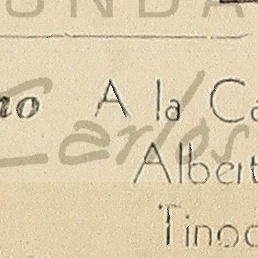 UNDA
no A la Ca
Carlos
Albert
Tinoc